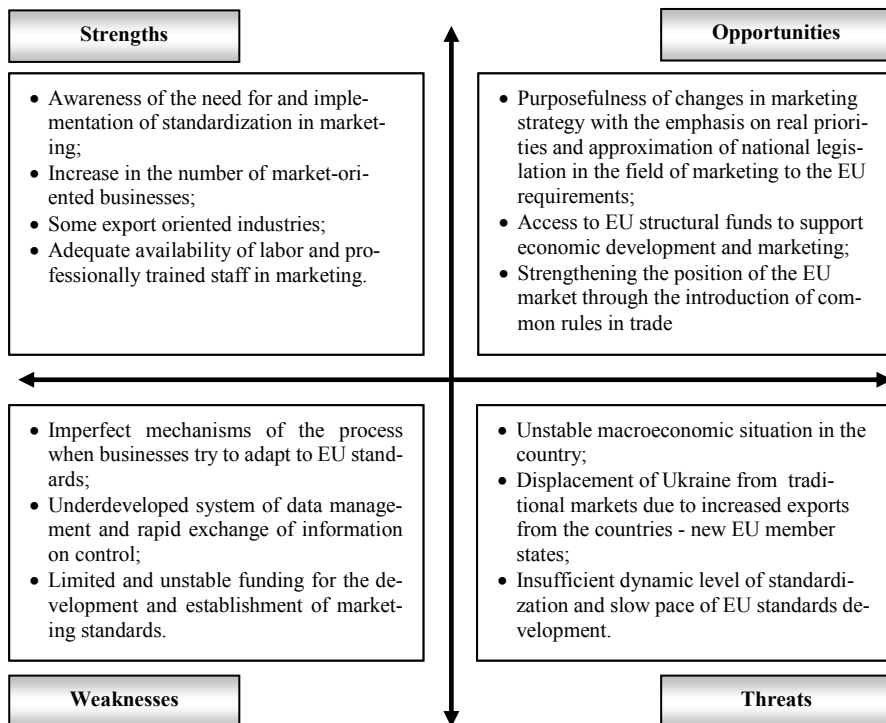 Strengths
• Awareness of the need for and imple-
mentation of standardization in market-
ing;
• Increase in the number of market-ori-
ented businesses;
• Some export oriented industries;
• Adequate availability of labor and pro-
fessionally trained staff in marketing.
Opportunities
• Purposefulness of changes in marketing
strategy with the emphasis on real priori-
ties and approximation of national legis-
lation in the field of marketing to the EU
requirements;
• Access to EU structural funds to support
economic development and marketing;
• Strengthening the position of the EU
market through the introduction of com-
mon rules in trade
• Imperfect mechanisms of the process
when businesses try to adapt to EU stand-
ards;
• Underdeveloped system of data manage-
ment and rapid exchange of information
on control;
• Limited and unstable funding for the de-
velopment and establishment of market-
ing standards.
Weaknesses
• Unstable macroeconomic situation in the
country;
• Displacement of Ukraine from traditional markets due to increased exports
from the countries - new EU member
states;
• Insufficient dynamic level of standardi-
zation and slow pace of EU standards de-
velopment.
Threats